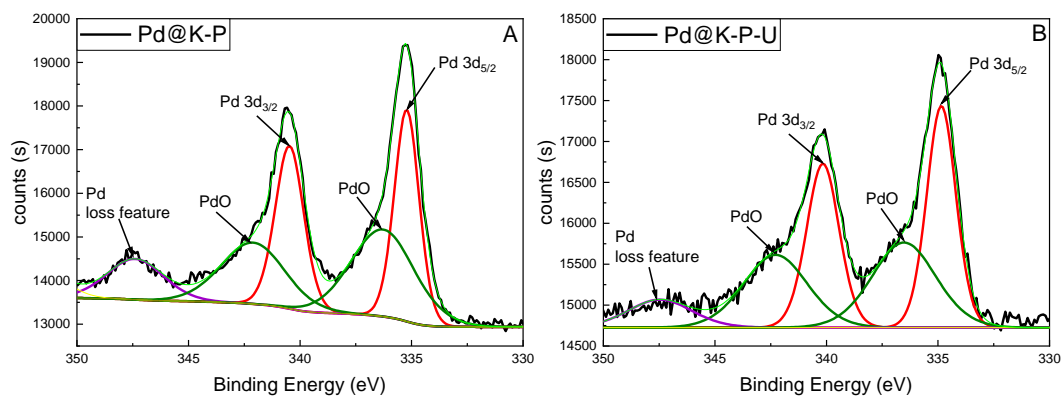 Pd@K-P
A
Pd 3d5/2
Pd 3d3/2
Pd
loss feature
PdO
PdO
20000
19000
18000
17000
16000
15000
14000
13000
counts (s)
350
345
340
335
330
Binding Energy (eV)
Pd@K-P-U
B
Pd 3d5/2
Pd 3d3/2
PdO
PdO
Pd
loss feature
18500
18000
17500
17000
16500
16000
15500
15000
14500
counts (s)
350
345
340
335
330
Binding Energy (eV)